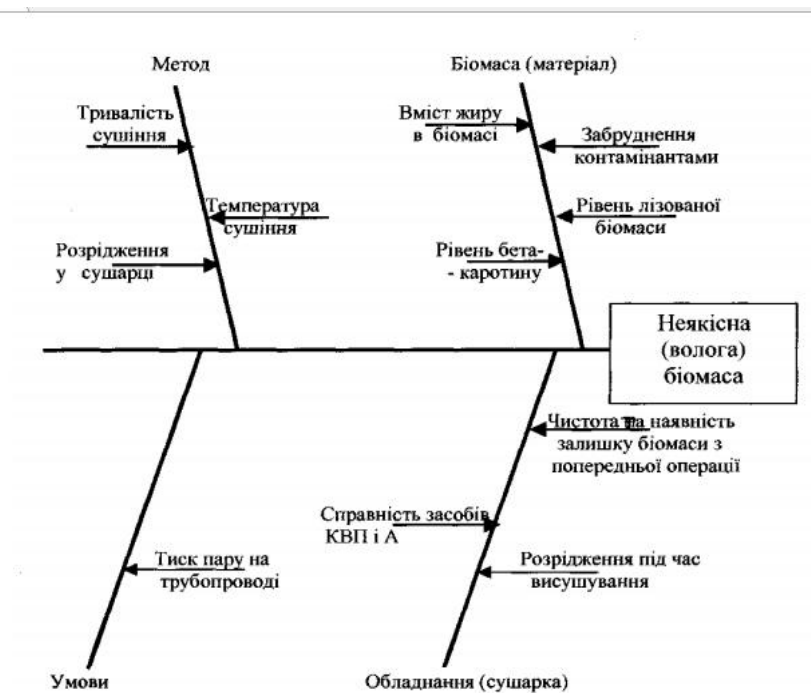 Метод
Біомаса (матеріал)
Тривалість
сушіння
Вміст жиру
в біомасі
Забруднення
контамінантами
Температура
сушіння
Рівень лізованої
біомаси
Розрідження
у сушарці
Рівень бета-
- каротину
Неякісна
(волога)
біомаса
Чистота та наявність
залишку біомаси з
попередньої операції
Справність засобів
КВП і А
Тиск пару на
трубопроводі
Розрідження під час
висушування
Умови
Обладнання (сушарка)